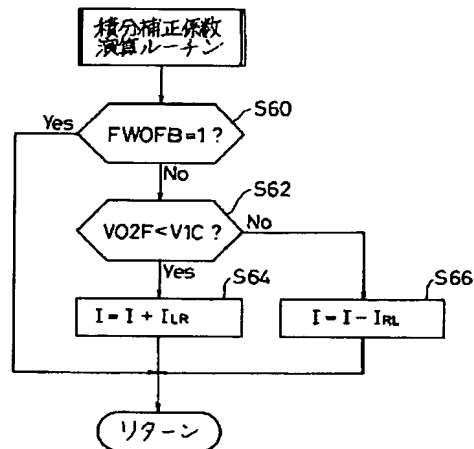 積分補正係数
演算ルーチン
S60
Yes
FWOFB=1?
No
S62
VO2F<V1C?
No
Yes
S64
S66
I=I+ILR
I=I-IRL
リターン